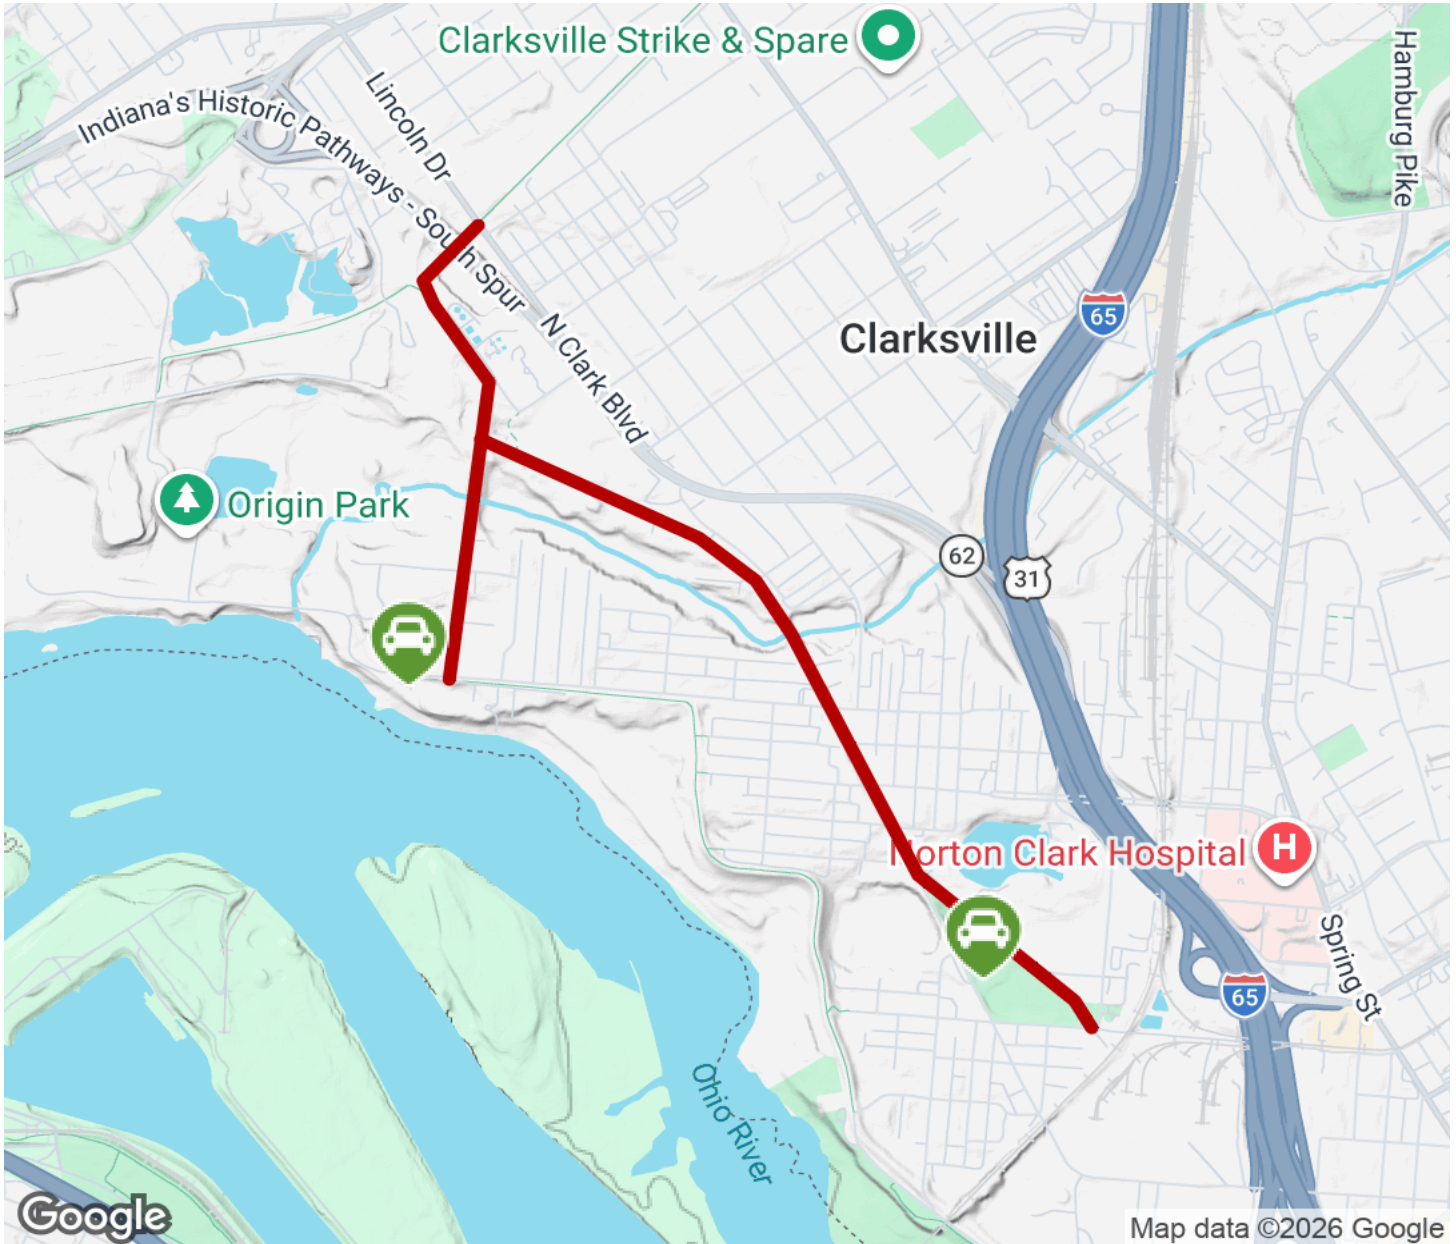 Clarksville Strike & Spare
Hamburg Pike
Lincoln Dr
Indiana's Historic Pathways - South Spur
65
N Clark Blvd
Clarksville
Origin Park
62
31
Norton Clark Hospital
H
Spring St
65
Ohio River
Google
Map data ©2026 Google